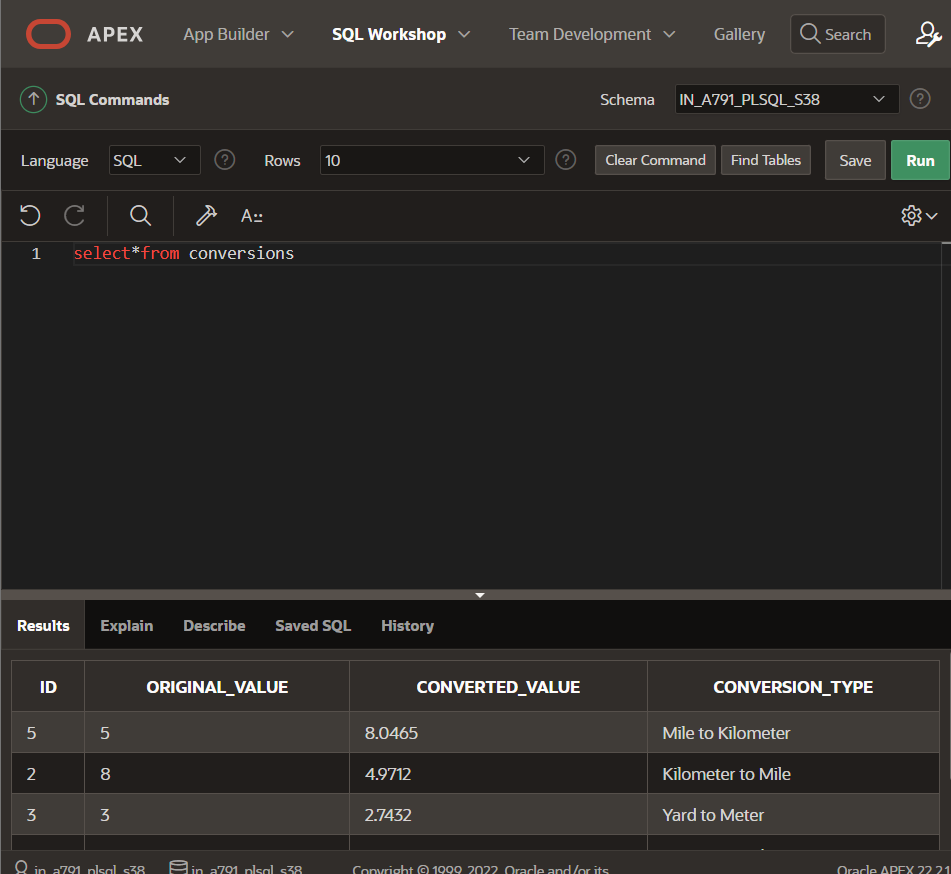 APEX App Builder SQL Workshop Team Development Gallery Search
SQL Commands Schema IN_A791_PLSQL_S38 ?
Language SQL ? Rows 10 ? Clear Command Find Tables Save Run
A::
1 select*from conversions
Results Explain Describe Saved SQL History
ID ORIGINAL_VALUE CONVERTED_VALUE CONVERSION_TYPE
5 5 8.0465 Mile to Kilometer
2 8 4.9712 Kilometer to Mile
3 3 2.7432 Yard to Meter
in_a791_plsql_s38 in_a791_plsql_s38 Copyright © 1999, 2022, Oracle and/or its Oracle APEX 22.2.1